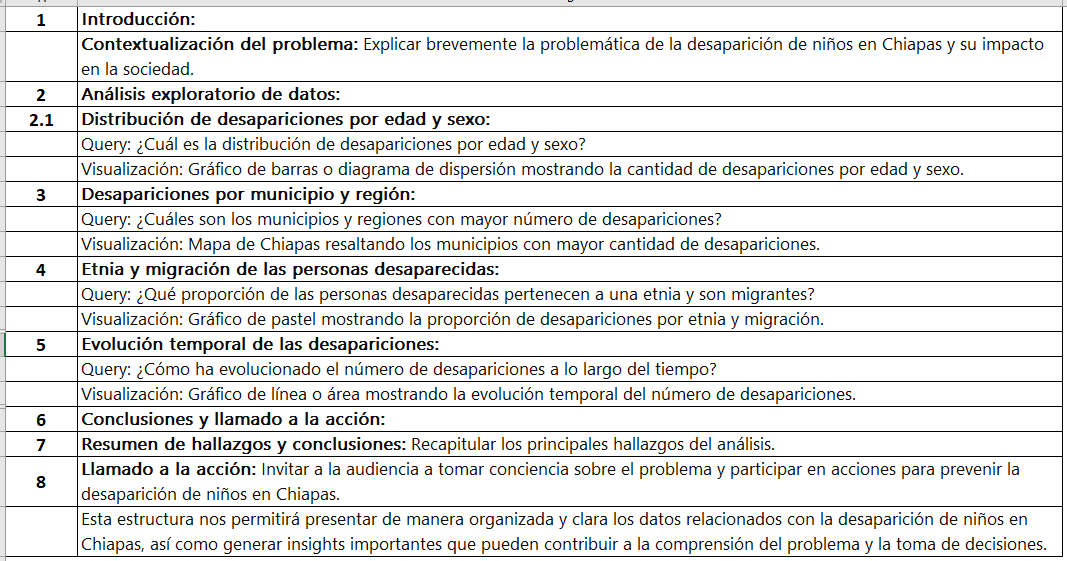 1 Introducción:
Contextualización del problema: Explicar brevemente la problemática de la desaparición de niños en Chiapas y su impacto
en la sociedad.
2 Análisis exploratorio de datos:
2.1 Distribución de desapariciones por edad y sexo:
Query: ¿Cuál es la distribución de desapariciones por edad y sexo?
Visualización: Gráfico de barras o diagrama de dispersión mostrando la cantidad de desapariciones por edad y sexo.
3 Desapariciones por municipio y región:
Query: ¿Cuáles son los municipios y regiones con mayor número de desapariciones?
Visualización: Mapa de Chiapas resaltando los municipios con mayor cantidad de desapariciones.
4 Etnia y migración de las personas desaparecidas:
Query: ¿Qué proporción de las personas desaparecidas pertenecen a una etnia y son migrantes?
Visualización: Gráfico de pastel mostrando la proporción de desapariciones por etnia y migración.
5 Evolución temporal de las desapariciones:
Query: ¿Cómo ha evolucionado el número de desapariciones a lo largo del tiempo?
Visualización: Gráfico de línea o área mostrando la evolución temporal del número de desapariciones.
6 Conclusiones y llamado a la acción:
7 Resumen de hallazgos y conclusiones: Recapitular los principales hallazgos del análisis.
8 Llamado a la acción: Invitar a la audiencia a tomar conciencia sobre el problema y participar en acciones para prevenir la
desaparición de niños en Chiapas.
Esta estructura nos permitirá presentar de manera organizada y clara los datos relacionados con la desaparición de niños en
Chiapas, así como generar insights importantes que pueden contribuir a la comprensión del problema y la toma de decisiones.